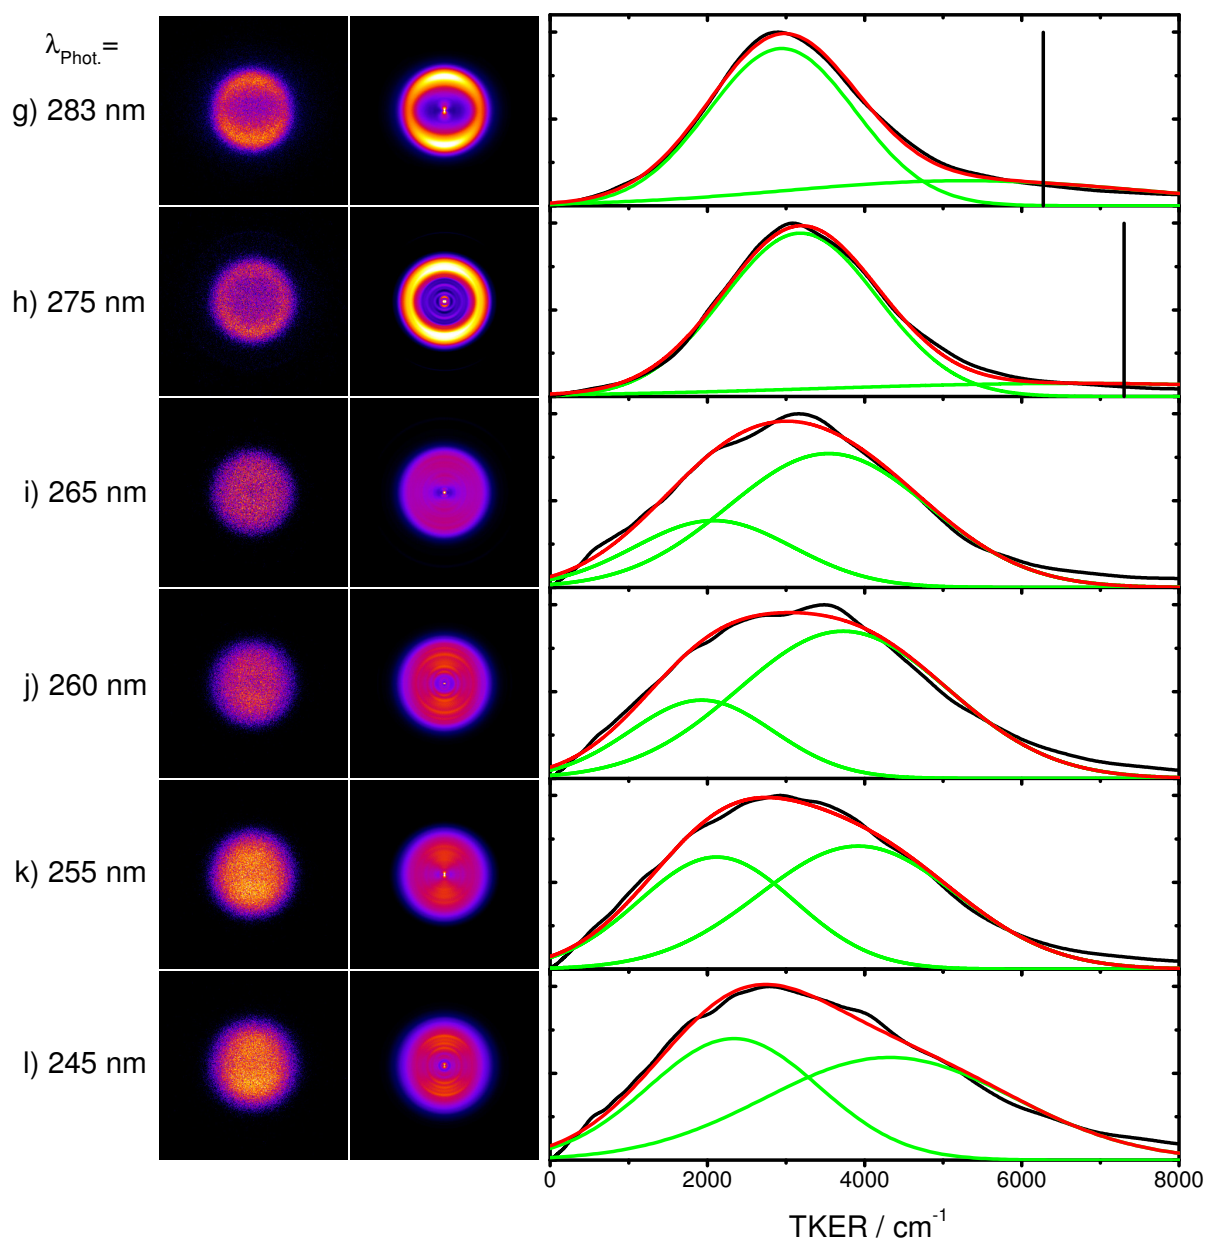 λPhot.=
g) 283 nm
h) 275 nm
i) 265 nm
j) 260 nm
k) 255 nm
l) 245 nm
0 2000 4000 6000 8000
TKER / cm-1